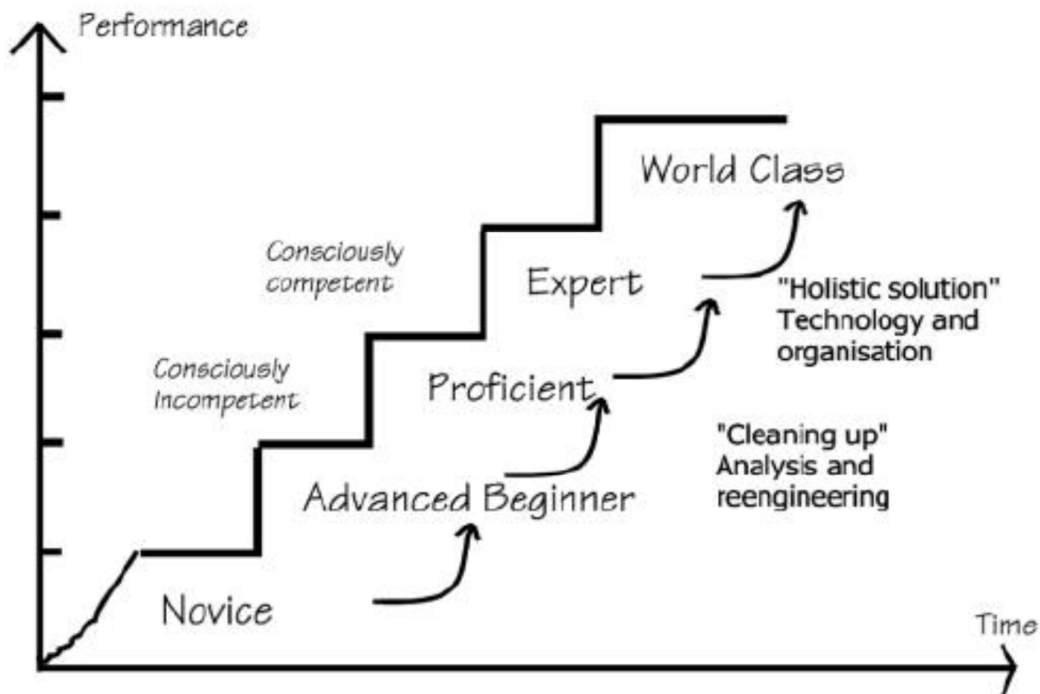 Performance
World Class
Consciously
competent
Expert
"Holistic solution"
Technology and
organisation
Consciously
Incompetent
Proficient
"Cleaning up"
Analysis and
reengineering
Advanced Beginner
Novice
Time